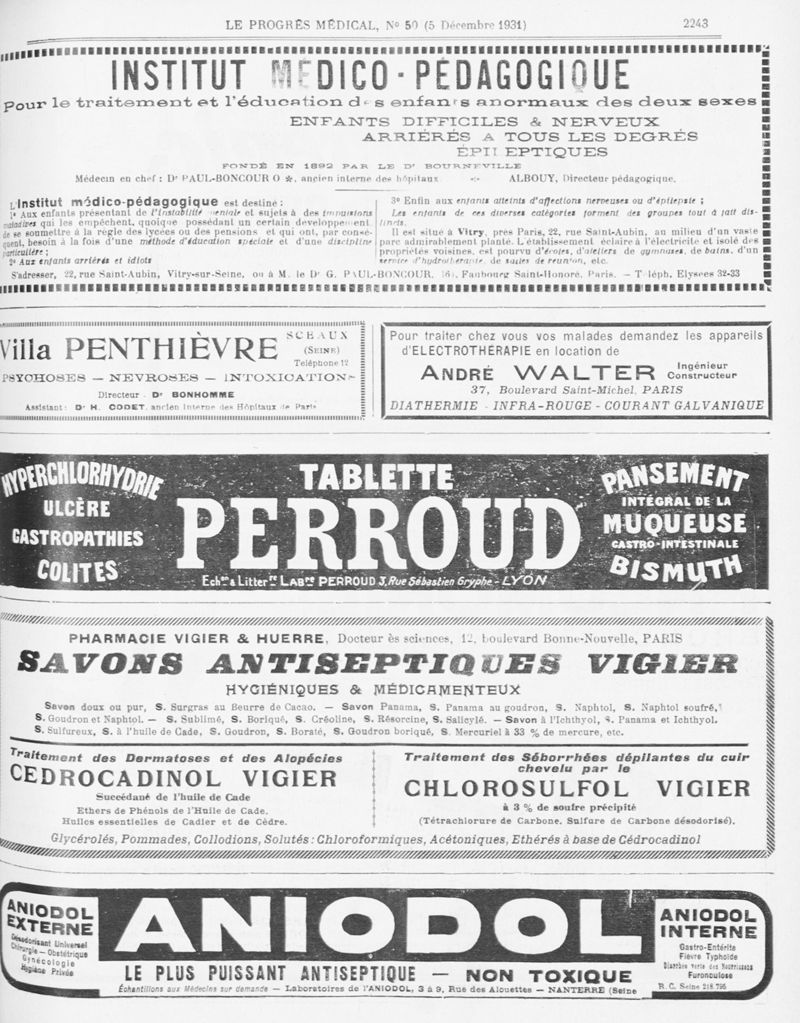 LE PROGRÈS MÉDICAL, No 50 (5 Décembre 1931)
2243
INSTITUT MÉDICO-PÉDAGOGIQUE
Pour le traitement et l'éducation des enfants anormaux des deux sexes
ENFANTS DIFFICILES & NERVEUX
ARRIÉRÉS A TOUS LES DEGRÉS
ÉPILEPTIQUES
FONDÉ EN 1892 PAR LE Dr BOURNEVILLE
Médecin en chef : Dr PAUL-BONCOUR O ✻, ancien interne des hôpitaux. ALBOUY, Directeur pédagogique.
L'Institut médico-pédagogique est destiné :
1o Aux enfants présentant de l'instabilité mentale et sujets à des impulsions
maladives qui les empêchent, quoique possédant un certain développement
de se soumettre à la règle des lycées ou des pensions et qui ont, par consé-
quent, besoin à la fois d'une méthode d'éducation spéciale et d'une discipline
particulière ;
2o Aux enfants arriérés et idiots
3o Enfin aux enfants atteints d'affections nerveuses ou d'épilepsie ;
Les enfants de ces diverses catégories forment des groupes tout à fait dis-
tincts.
Il est situé à Vitry, près Paris, 22, rue Saint-Aubin, au milieu d'un vaste
parc admirablement planté. L'établissement éclairé à l'électricité et isolé des
propriétés voisines, est pourvu d'écoles, d'ateliers de gymnases, de bains, d'un
service d'hydrothérapie, de salles de réunion, etc.
S'adresser, 22, rue Saint-Aubin, Vitry-sur-Seine, ou à M. le Dr G. PAUL-BONCOUR, 161, Faubourg Saint-Honoré, Paris. — Téléph. Elysées 32-33
Villa PENTHIÈVRE
SCEAUX
(SEINE)
Téléphone 12
PSYCHOSES — NEVROSES — INTOXICATIONS
Directeur - Dr BONHOMME
Assistant: Dr H. CODET, ancien interne des Hôpitaux de Paris
Pour traiter chez vous vos malades demandez les appareils
d'ELECTROTHÉRAPIE en location de
ANDRÉ WALTER Ingénieur Constructeur
37, Boulevard Saint-Michel, PARIS
DIATHERMIE - INFRA-ROUGE - COURANT GALVANIQUE
HYPERCHLORHYDRIE
ULCÈRE
GASTROPATHIES
COLITES
TABLETTE
PERROUD
Echon & Litterre LABre PERROUD 3, Rue Sébastien Gryphe - LYON
PANSEMENT
INTÉGRAL DE LA
MUQUEUSE
GASTRO-INTESTINALE
BISMUTH
PHARMACIE VIGIER & HUERRE, Docteur ès sciences, 12, boulevard Bonne-Nouvelle, PARIS
SAVONS ANTISEPTIQUES VIGIER
HYGIÉNIQUES & MÉDICAMENTEUX
Savon doux ou pur, S. Surgras au Beurre de Cacao. — Savon Panama, S. Panama au goudron, S. Naphtol, S. Naphtol soufré,
S. Goudron et Naphtol. — S. Sublimé, S. Boriqué, S. Créoline, S. Résorcine, S. Salicylé. — Savon à l'Ichthyol, S. Panama et Ichthyol.
S. Sulfureux, S. à l'huile de Cade, S. Goudron, S. Boraté, S. Goudron boriqué, S. Mercuriel à 33 % de mercure, etc.
Traitement des Dermatoses et des Alopécies
CEDROCADINOL VIGIER
Succédané de l'huile de Cade
Ethers de Phénols de l'Huile de Cade.
Huiles essentielles de Cadier et de Cèdre.
Traitement des Séborrhées dépilantes du cuir
chevelu par le
CHLOROSULFOL VIGIER
à 3 % de soufre précipité
(Tétrachlorure de Carbone. Sulfure de Carbone désodorisé).
Glycérolés, Pommades, Collodions, Solutés : Chloroformiques, Acétoniques, Ethérés à base de Cédrocadinol
ANIODOL
EXTERNE
Désodorisant Universel
Chirurgie — Obstétrique
Gynécologie
Hygiène Privée
ANIODOL
LE PLUS PUISSANT ANTISEPTIQUE — NON TOXIQUE
Échantillons aux Médecins sur demande — Laboratoires de l'ANIODOL, 3 à 9, Rue des Alouettes — NANTERRE (Seine
ANIODOL
INTERNE
Gastro-Entérite
Fièvre Typhoïde
Diarrhée verte des Nourrissons
Furonculose
R.C. Seine 218.795